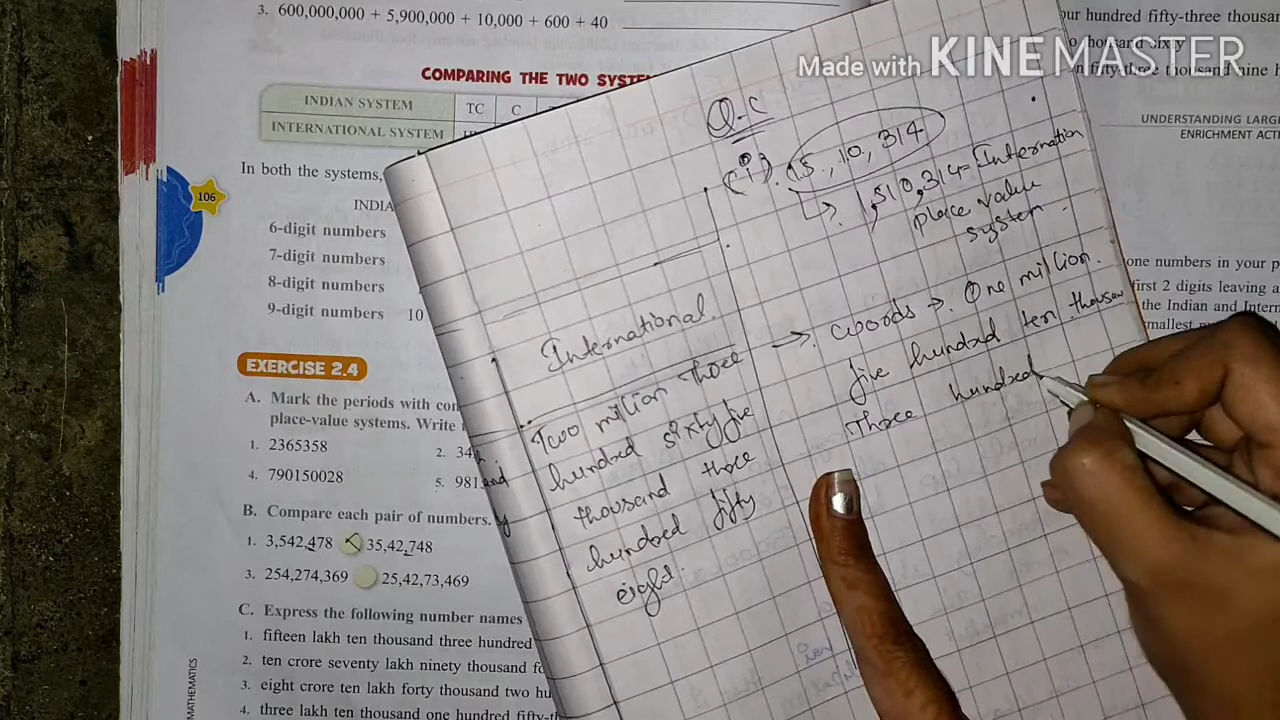 3. 600,000,000 + 5,900,000 + 10,000 + 600 + 40
COMPARING THE TWO
INDIAN SYSTEM TC C
INTERNATIONAL SYSTEM
In both the systems,
106
6-digit numbers
7-digit numbers
8-digit numbers
9-digit numbers 10
EXERCISE 2.4
A. Mark the periods with
place-value systems. Write
1. 2365358 2.
4. 790150028 5. 981
B. Compare each pair of numbers.
1. 3,542,478 < 35,42,748
3. 254,274,369 25,42,73,469
C. Express the following number names
1. fifteen lakh ten thousand three hundred
2. ten crore seventy lakh ninety thousand
3. eight crore ten lakh forty thousand two
4. three lakh ten thousand one hundred
MATHEMATICS
International.
Two million three
hundred sixty five
thousand three
hundred fifty
eight.
Q-C
(i). 15,10,314
1,510,314 = Internation
place value
system.
→. Words →. One million.
five hundred ten thousan
three hundred
Made with KINEMASTER
hundred fifty-three
thousand sixty
fifty-three thousand nine
UNDERSTANDING
ENRICHMENT
one numbers in your
first 2 digits leaving
the Indian and